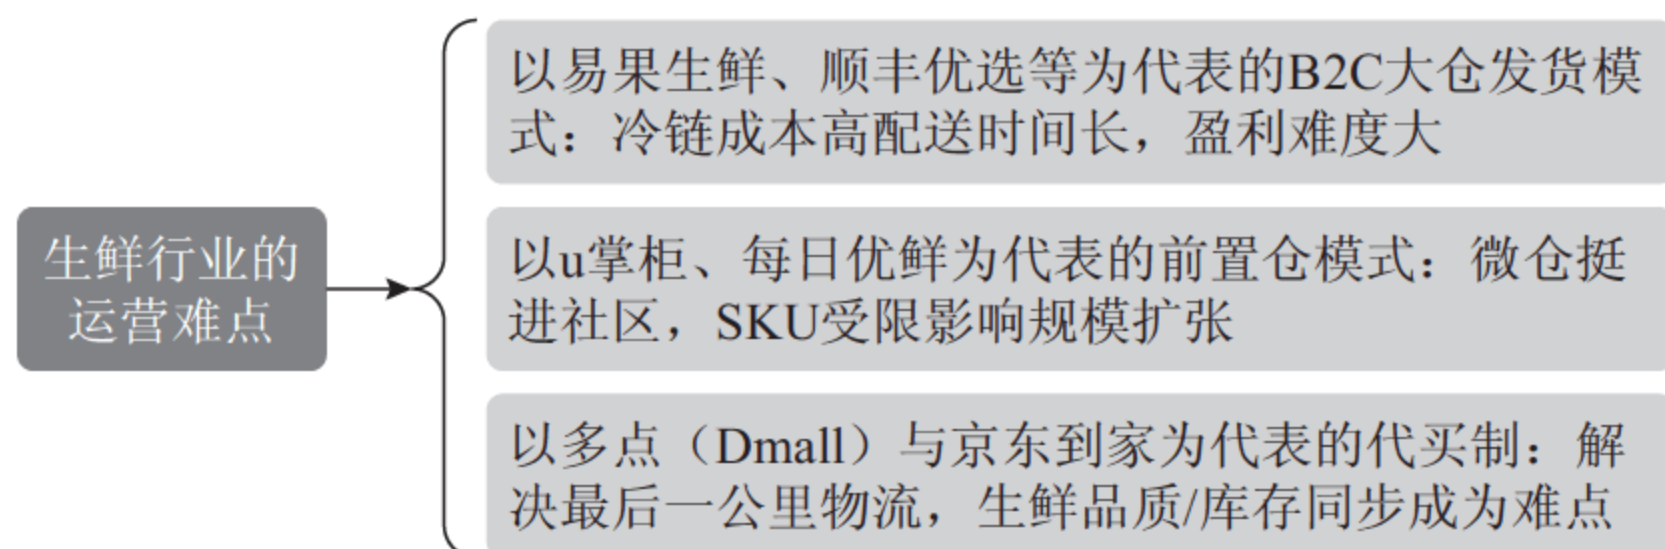 以易果生鲜、顺丰优选等为代表的B2C大仓发货模
式：冷链成本高配送时间长，盈利难度大
生鲜行业的
运营难点
以u掌柜、每日优鲜为代表的前置仓模式：微仓挺
进社区，SKU受限影响规模扩张
以多点（Dmall）与京东到家为代表的代买制：解
决最后一公里物流，生鲜品质/库存同步成为难点